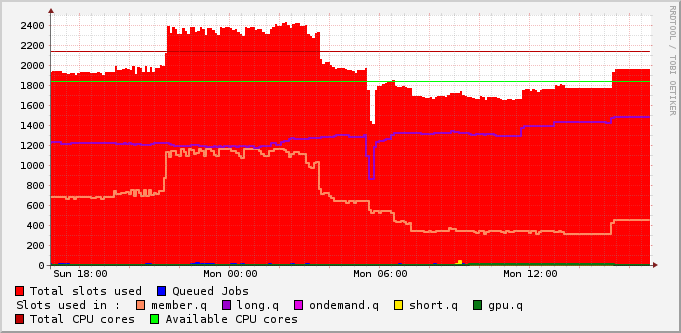 RRDTOOL / TOBI OETIKER
2400
2200
2000
1800
1600
1400
1200
1000
800
600
400
200
0
Sun 18:00 Mon 00:00 Mon 06:00 Mon 12:00
Total slots used Queued Jobs
Slots used in : member.q long.q ondemand.q short.q gpu.q
Total CPU cores Available CPU cores